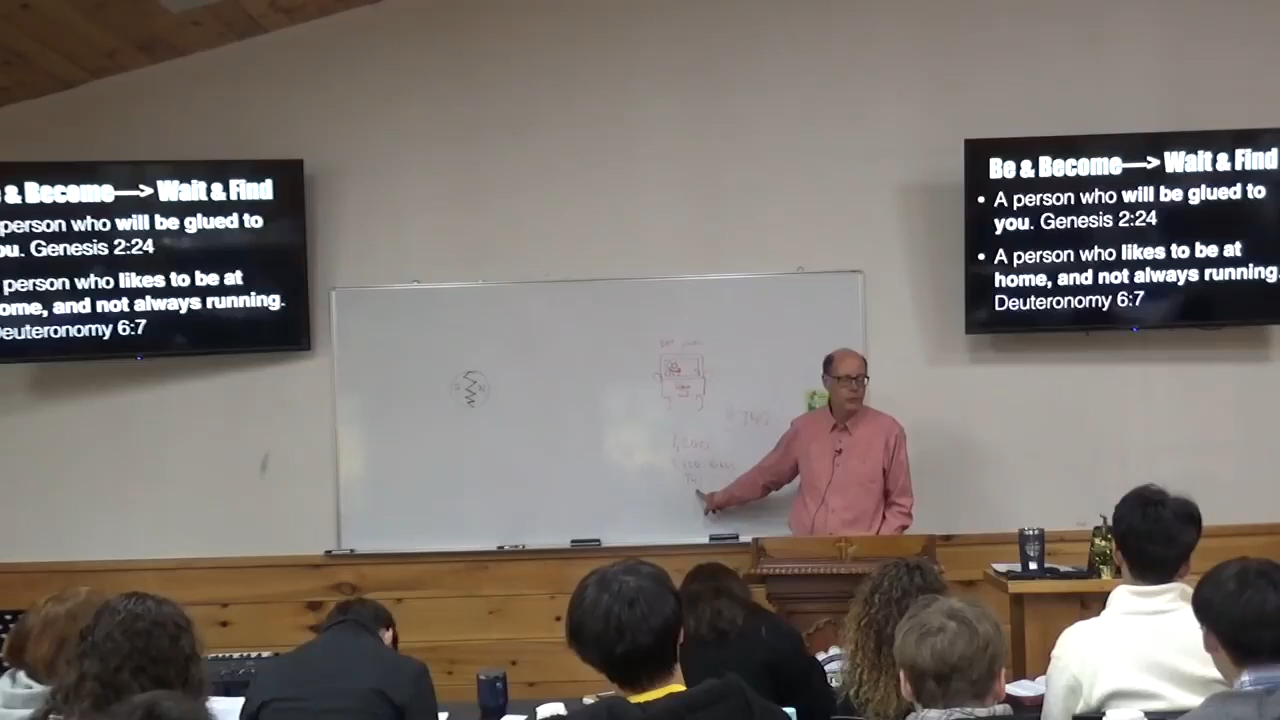 & Become—> Wait & Find
person who will be glued to
you. Genesis 2:24
person who likes to be at
home, and not always running.
Deuteronomy 6:7
Be & Become—> Wait & Find
• A person who will be glued to
you. Genesis 2:24
• A person who likes to be at
home, and not always running.
Deuteronomy 6:7